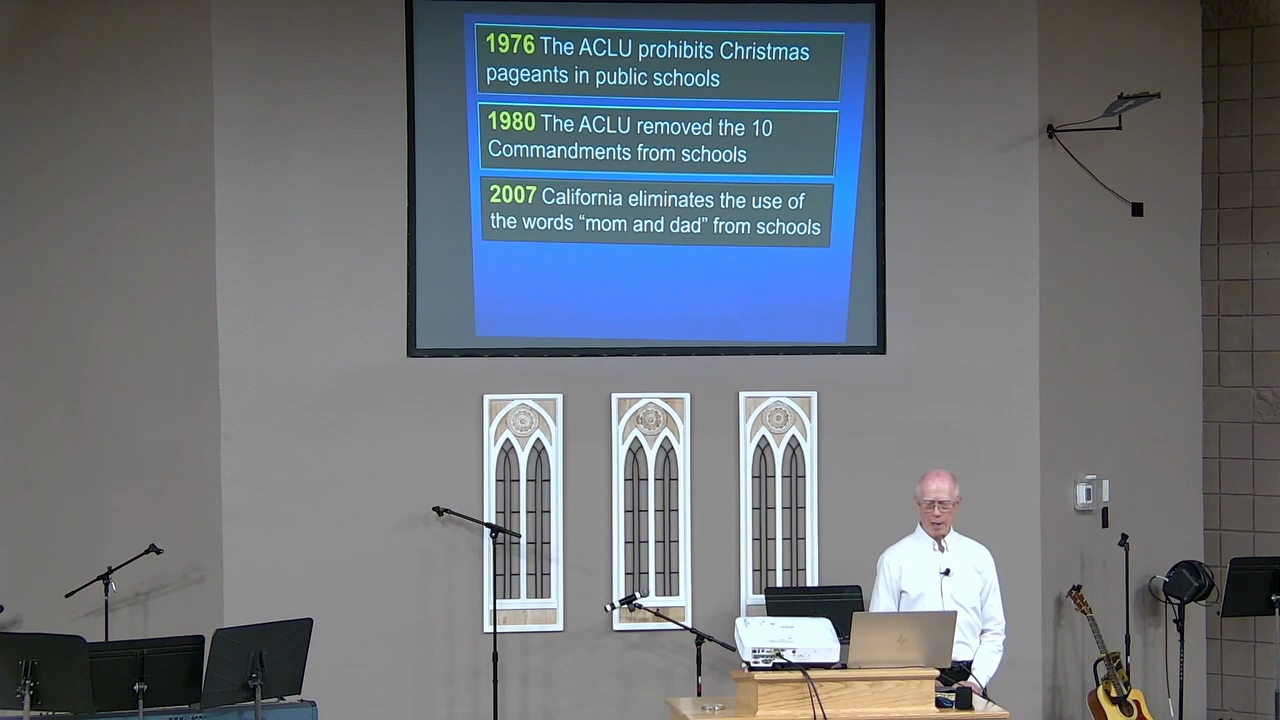 1976 The ACLU prohibits Christmas
pageants in public schools
1980 The ACLU removed the 10
Commandments from schools
2007 California eliminates the use of
the words “mom and dad” from schools